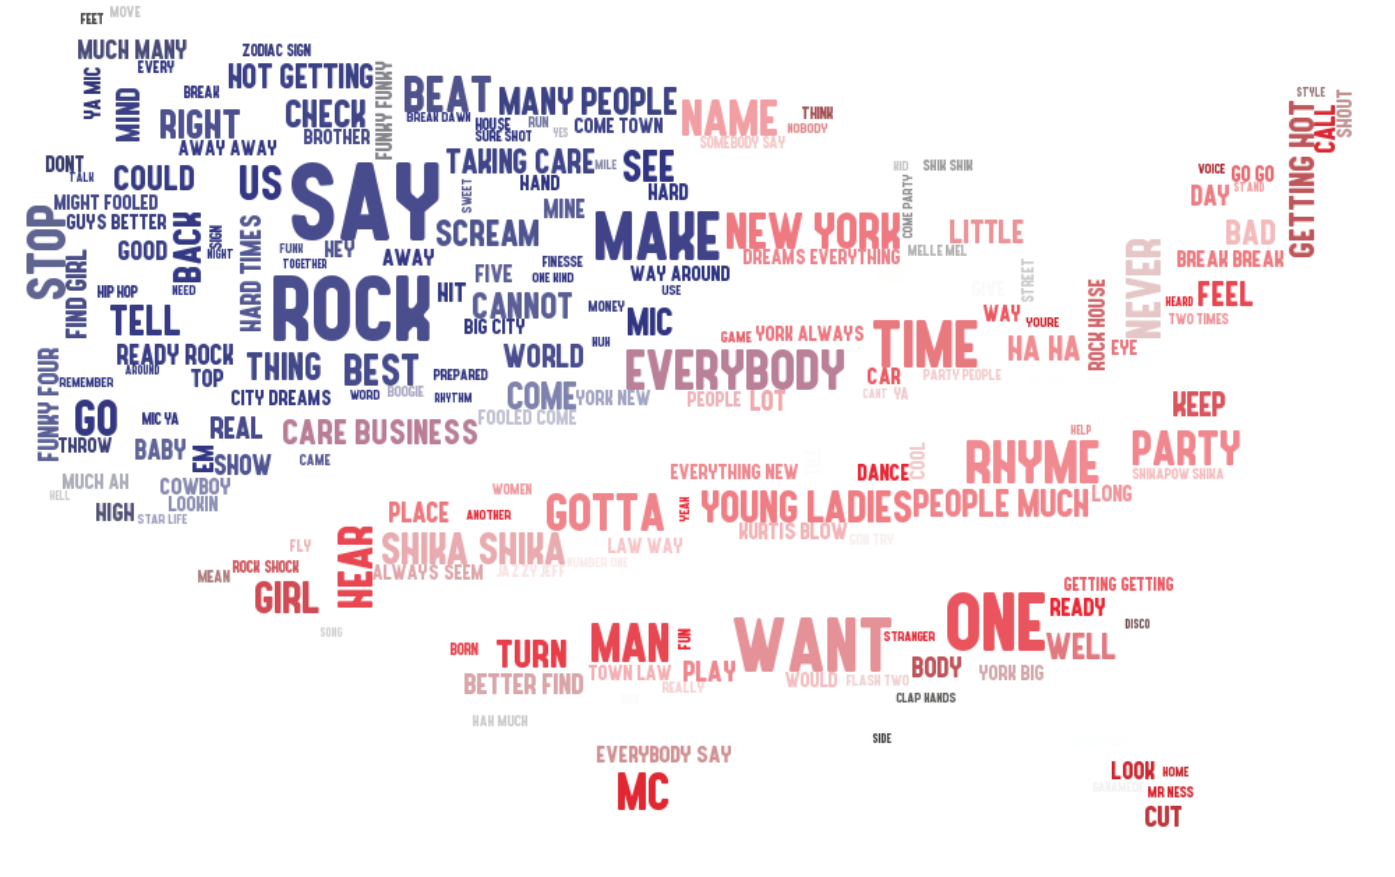 FEET
MOVE
MUCH MANY
ZODIAC SIGN
EVERY
YA MIC
MIND
BREAK
HOT GETTING
CHECK
BROTHER
FUNKY FUNKY
RIGHT
AWAY AWAY
BEAT
MANY PEOPLE
BREAK DAWN
HOUSE
RUN
YES
SURE SHOT
COME TOWN
NAME
SOMEBODY SAY
THINK
NOBODY
STYLE
CALL
SHOUT
GETTING HOT
DONT
TALK
COULD
US
SAY
TAKING CARE
MILE
SEE
HAND
HARD
SWEET
MINE
KID
SHIK SHIK
COME PARTY
VOICE
GO GO
STAND
DAY
MIGHT FOOLED
GUYS BETTER
STOP
FIND GIRL
GOOD
BACK
SIGN
NIGHT
HARD TIMES
FUNK
HEY
TOGETHER
AWAY
SCREAM
MAKE
NEW YORK
DREAMS EVERYTHING
MELLE MEL
LITTLE
BAD
BREAK BREAK
NEVER
FINESSE
FIVE
ONE KIND
WAY AROUND
USE
GIVE
STREET
HIP HOP
NEED
ROCK
HIT
CANNOT
MONEY
BIG CITY
MIC
HUH
WAY
YOURE
ROCK HOUSE
HEARD
FEEL
TWO TIMES
TELL
READY ROCK
AROUND
TOP
THING
BEST
WORLD
EVERYBODY
GAME
YORK ALWAYS
TIME
HA HA
EYE
CAR
PARTY PEOPLE
CANT
YA
FUNKY FOUR
REMEMBER
CITY DREAMS
WORD
BOOGIE
PREPARED
RHYTHM
COME
YORK NEW
FOOLED COME
PEOPLE
LOT
KEEP
GO
MIC YA
THROW
BABY
REAL
EM
SHOW
CARE BUSINESS
CAME
HELP
PARTY
SHIKAPOW SHIKA
RHYME
COOL
DANCE
EVERYTHING NEW
MUCH AH
HELL
COWBOY
LOOKIN
HIGH
STAR LIFE
WOMEN
PLACE
ANOTHER
GOTTA
YEAH
YOUNG LADIES
PEOPLE MUCH
LONG
KURTIS BLOW
GON TRY
FLY
HEAR
SHIKA SHIKA
LAW WAY
NUMBER ONE
ALWAYS SEEM
JAZZY JEFF
ROCK SHOCK
MEAN
GIRL
SONG
GETTING GETTING
ONE
READY
DISCO
WELL
BORN
TURN
MAN
FUN
WANT
STRANGER
BODY
YORK BIG
TOWN LAW
PLAY
REALLY
WOULD
FLASH TWO
BETTER FIND
CLAP HANDS
HAH MUCH
SIDE
EVERYBODY SAY
MC
LOOK
HOME
MR NESS
CUT